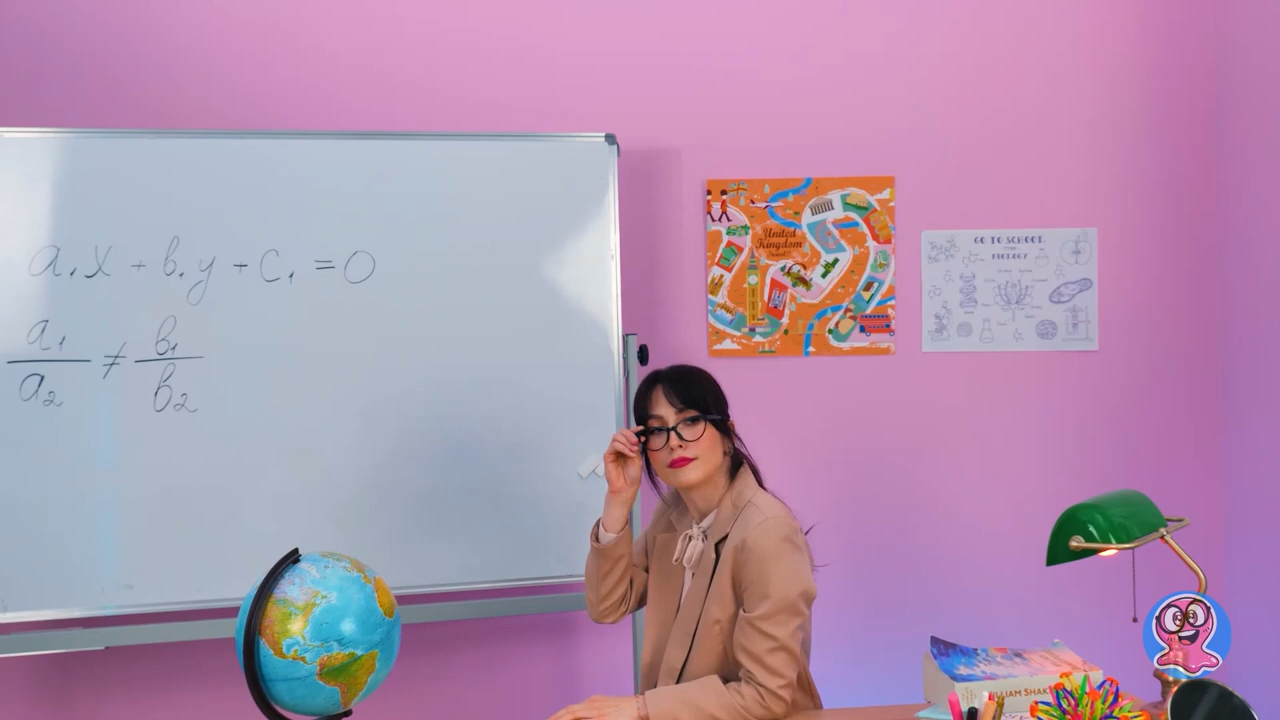 a₁x + b₁y + c₁ = 0
a₁/a₂ ≠ b₁/b₂
United
Kingdom
GO TO SCHOOL
BIOLOGY
WILLIAM SHAK